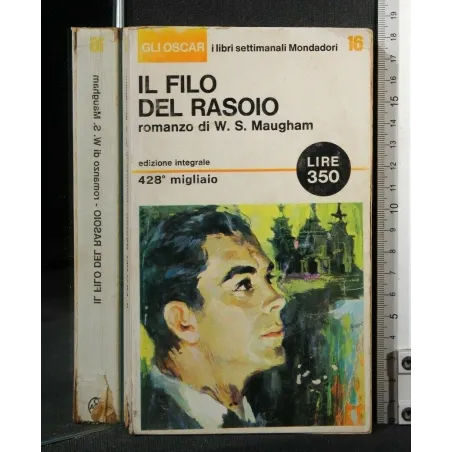 GLI OSCAR i libri settimanali Mondadori 16
IL FILO
DEL RASOIO
romanzo di W. S. Maugham
edizione integrale
428° migliaio
LIRE
350
IL FILO DEL RASOIO - romanzo di W. S. Maugham